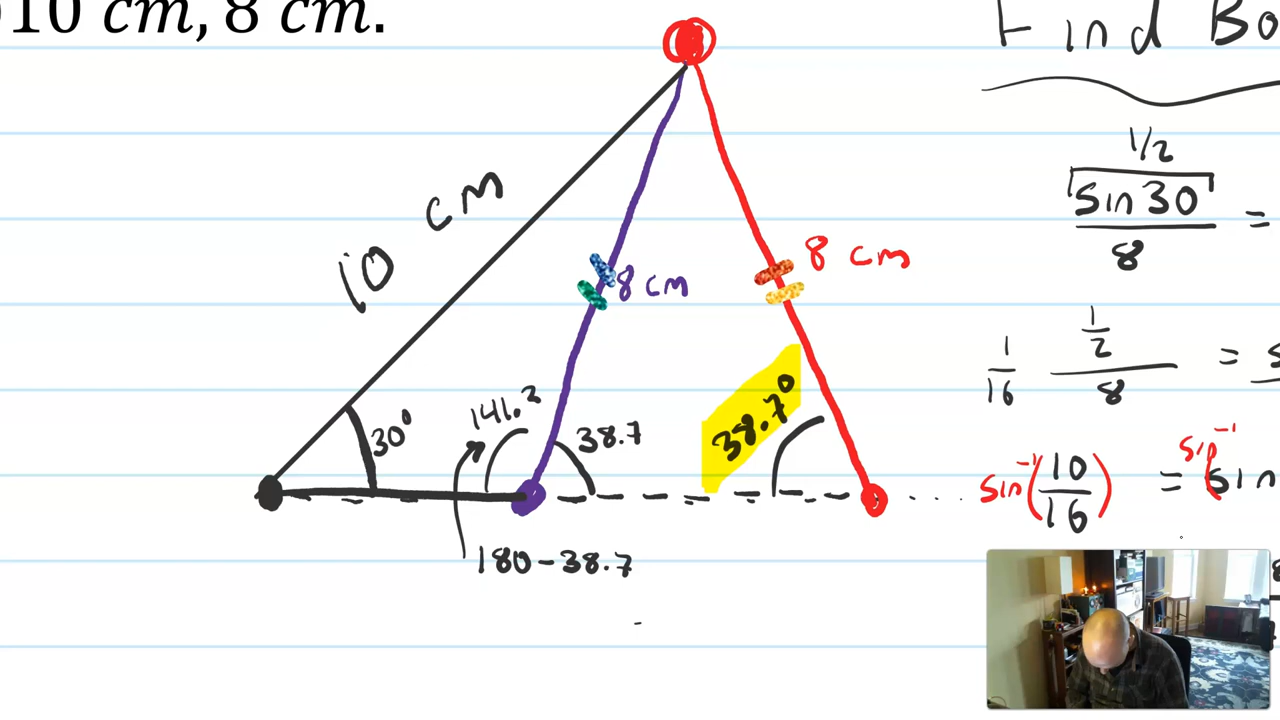 10 cm, 8 cm.
Find Bo
10 cm
8 cm
8 cm
30°
141.2
38.7
38.7°
180-38.7
1/2
sin 30
8
=
1
16
1
2
8
=
sin⁻¹(10/16) = sin⁻¹(sin